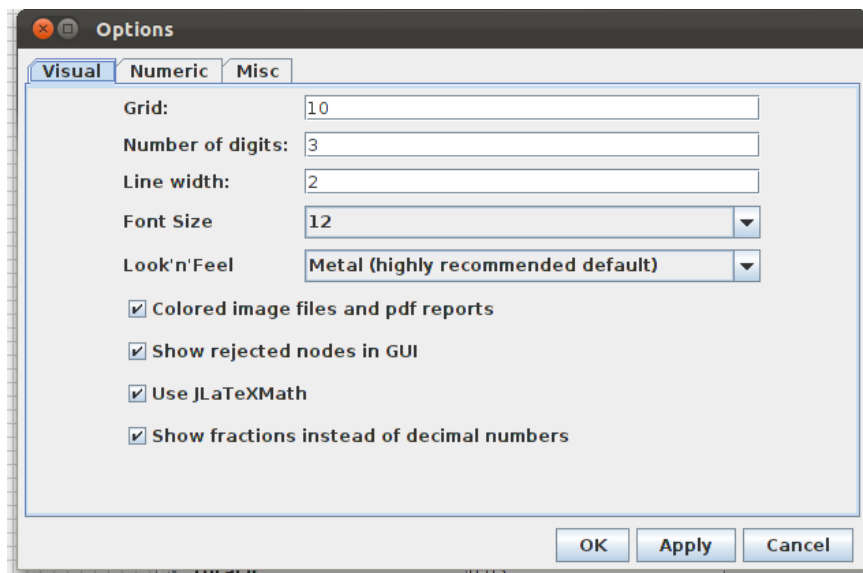 Options
Visual Numeric Misc
Grid: 10
Number of digits: 3
Line width: 2
Font Size 12
Look'n'Feel Metal (highly recommended default)
Colored image files and pdf reports
Show rejected nodes in GUI
Use JLaTeXMath
Show fractions instead of decimal numbers
OK Apply Cancel